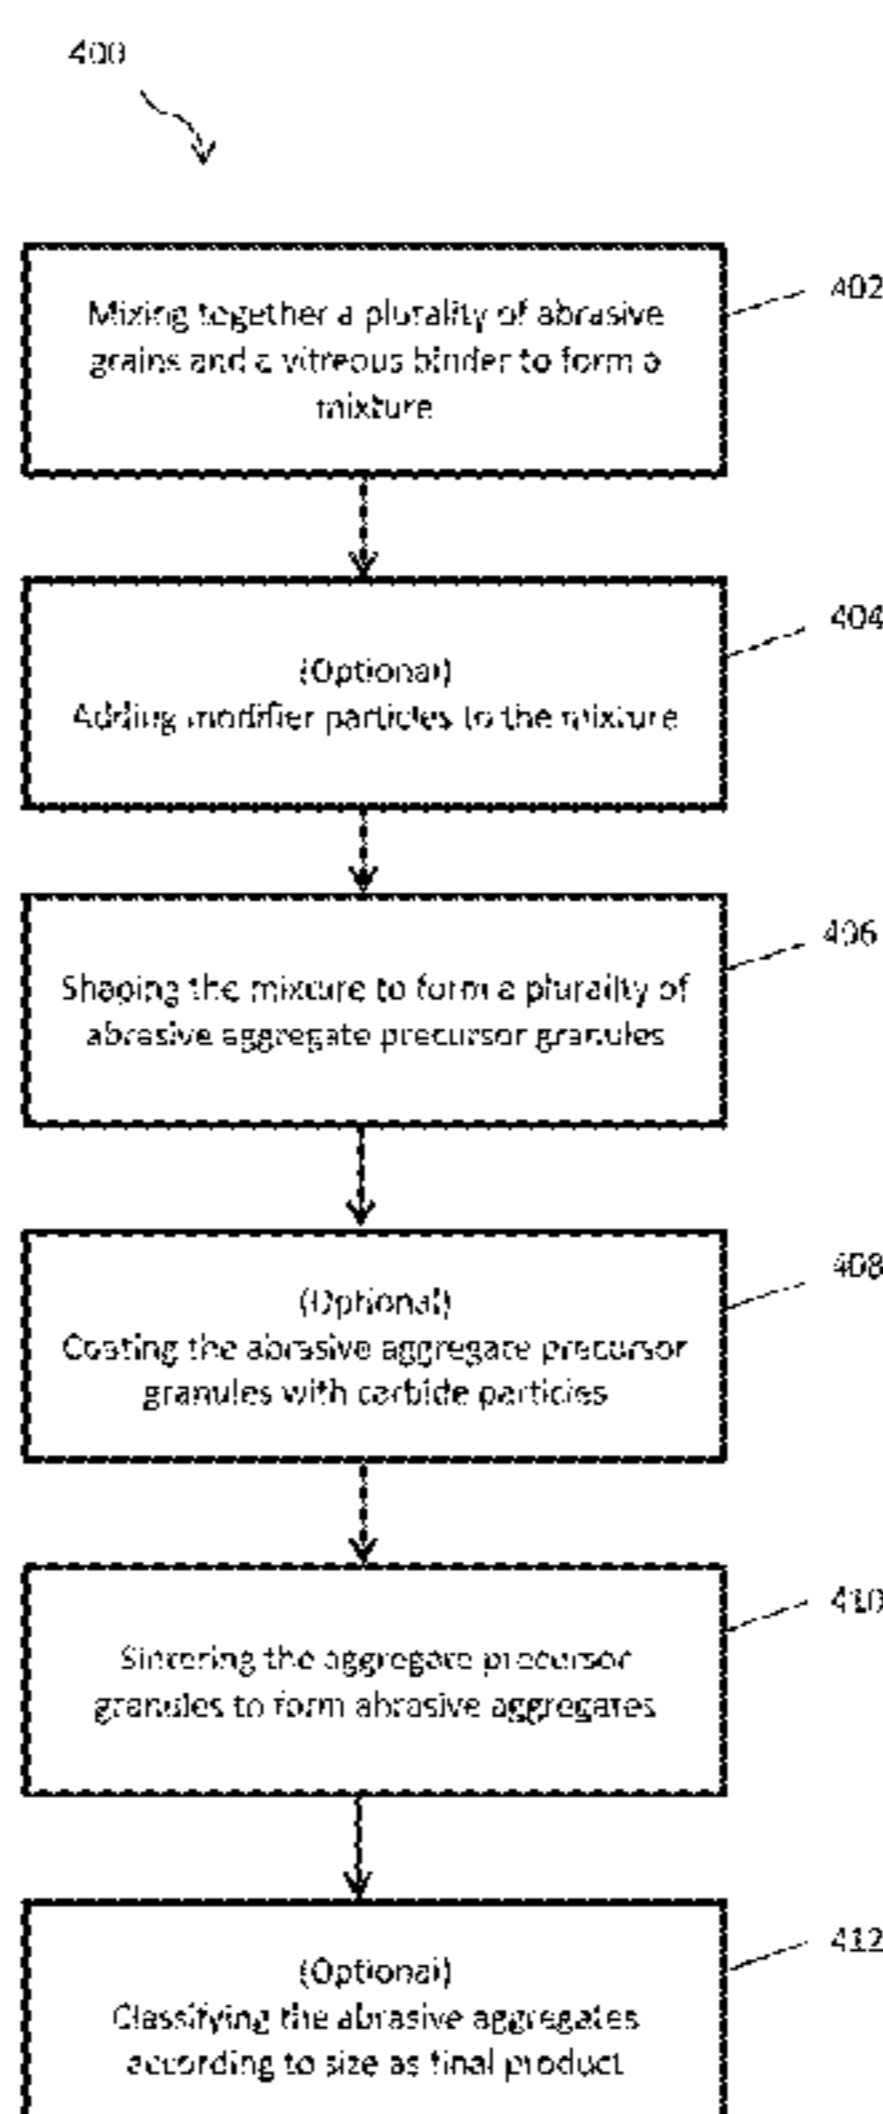 400
Mixing together a plurality of abrasive
grains and a vitreous binder to form a
mixture
402
(Optional)
Adding modifier particles to the mixture
404
Shaping the mixture to form a plurality of
abrasive aggregate precursor granules
406
(Optional)
Coating the abrasive aggregate precursor
granules with carbide particles
408
Sintering the aggregate precursor
granules to form abrasive aggregates
410
(Optional)
Classifying the abrasive aggregates
according to size as final product
412